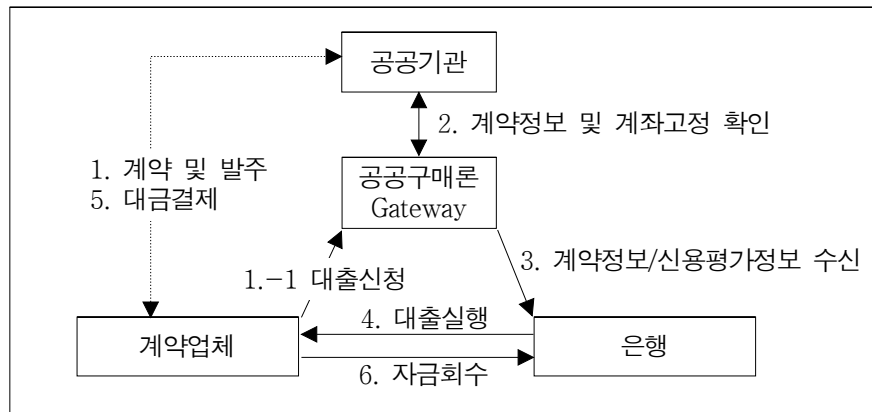 공공기관
2. 계약정보 및 계좌고정 확인
1. 계약 및 발주
5. 대금결제
공공구매론
Gateway
3. 계약정보/신용평가정보 수신
1.-1 대출신청
4. 대출실행
계약업체
은행
6. 자금회수